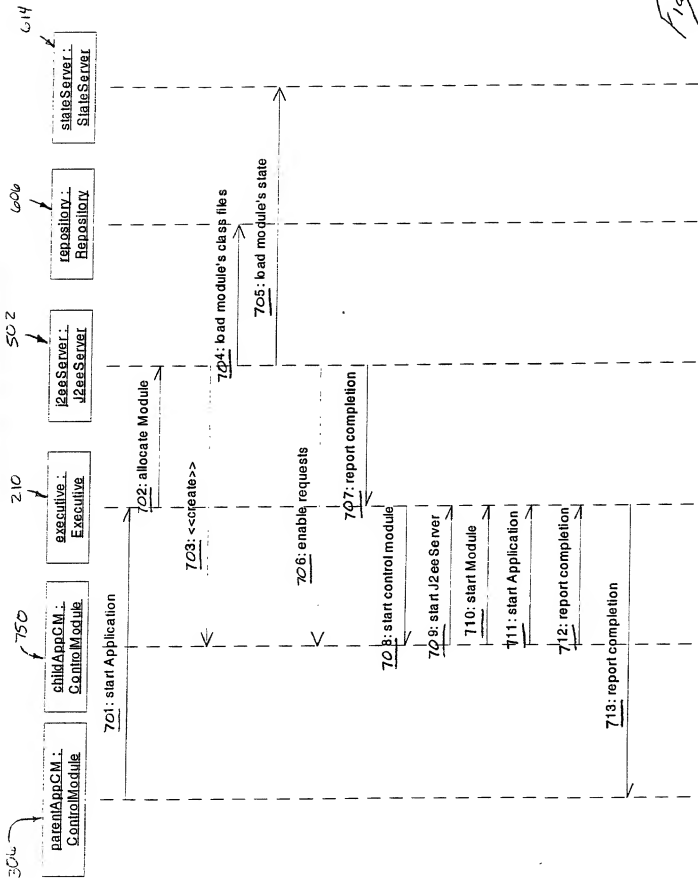 306
750
210
502
606
614
parentAppCM :
ControlModule
childAppCM :
ControlModule
executive :
Executive
j2eeServer :
J2eeServer
repository :
Repository
stateServer :
StateServer
701: start Application
702: allocate Module
703: <<create>>
704: load module's class files
705: load module's state
706: enable requests
707: report completion
708: start control module
709: start J2eeServer
710: start Module
711: start Application
712: report completion
713: report completion